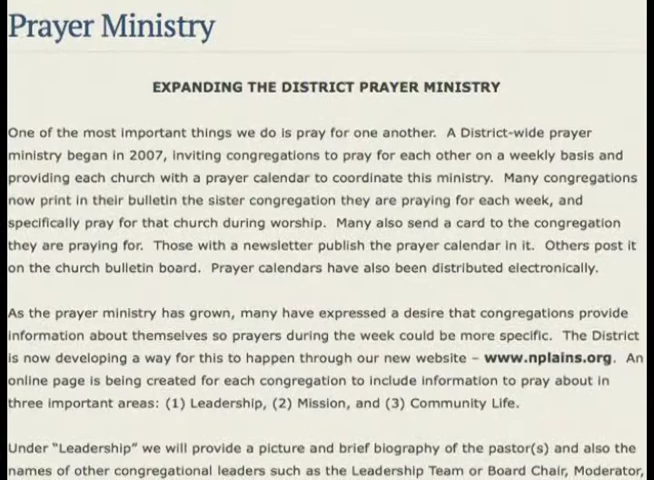 Prayer Ministry
EXPANDING THE DISTRICT PRAYER MINISTRY
One of the most important things we do is pray for one another. A District-wide prayer
ministry began in 2007, inviting congregations to pray for each other on a weekly basis and
providing each church with a prayer calendar to coordinate this ministry. Many congregations
now print in their bulletin the sister congregation they are praying for each week, and
specifically pray for that church during worship. Many also send a card to the congregation
they are praying for. Those with a newsletter publish the prayer calendar in it. Others post it
on the church bulletin board. Prayer calendars have also been distributed electronically.
As the prayer ministry has grown, many have expressed a desire that congregations provide
information about themselves so prayers during the week could be more specific. The District
is now developing a way for this to happen through our new website – www.nplains.org. An
online page is being created for each congregation to include information to pray about in
three important areas: (1) Leadership, (2) Mission, and (3) Community Life.
Under “Leadership” we will provide a picture and brief biography of the pastor(s) and also the
names of other congregational leaders such as the Leadership Team or Board Chair, Moderator,